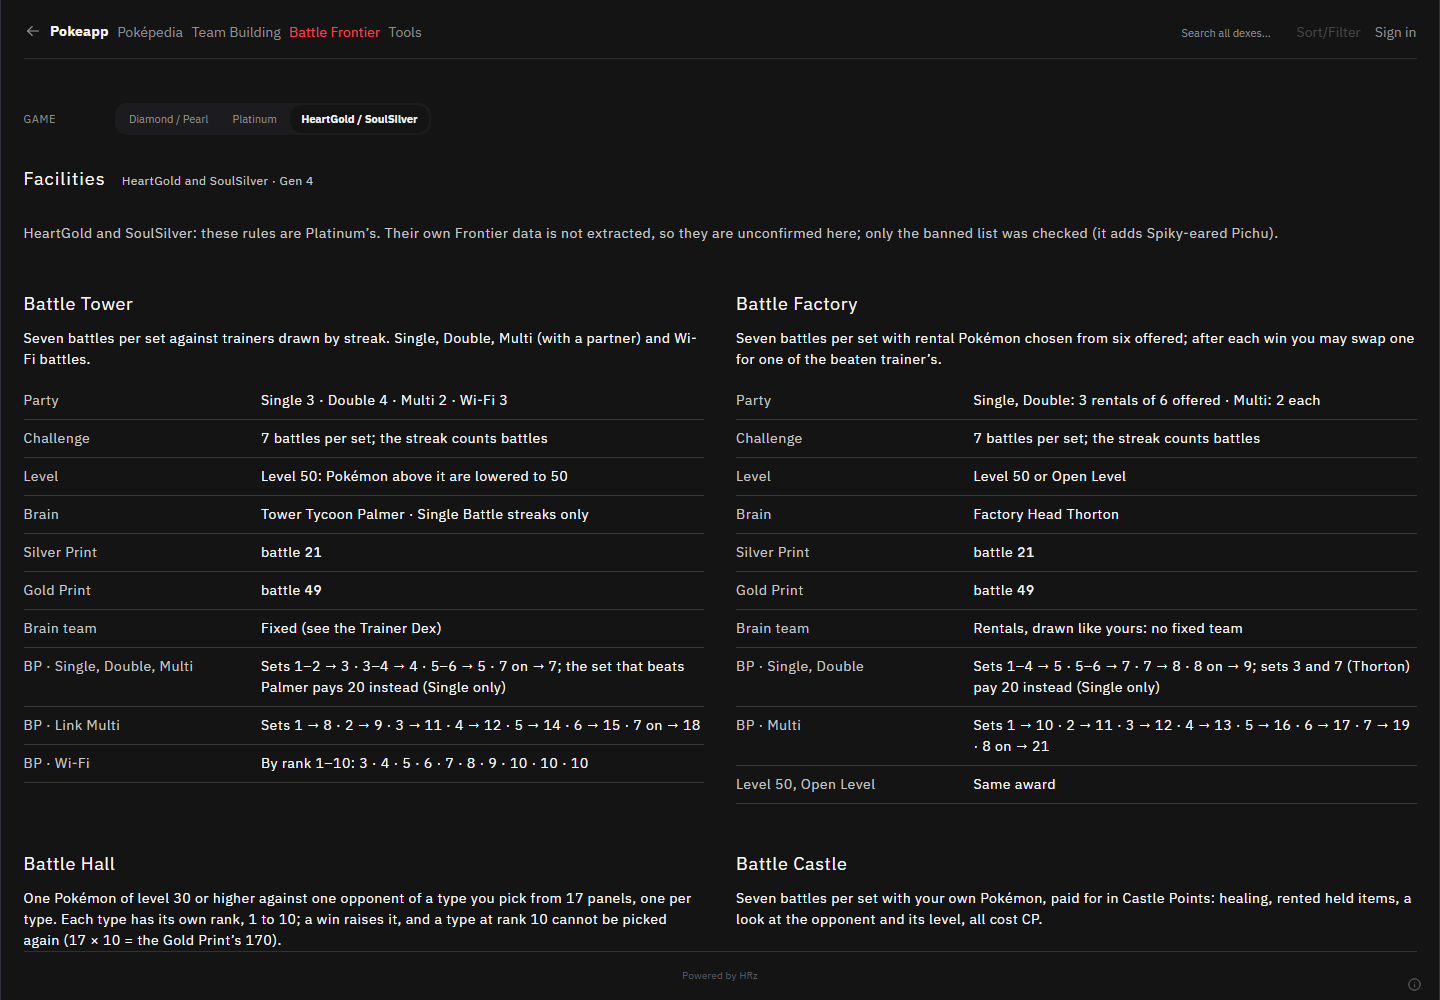 ← Pokeapp Poképedia Team Building Battle Frontier Tools Search all dexes... Sort/Filter Sign in
GAME Diamond / Pearl Platinum HeartGold / SoulSilver
Facilities HeartGold and SoulSilver · Gen 4
HeartGold and SoulSilver: these rules are Platinum’s. Their own Frontier data is not extracted, so they are unconfirmed here; only the banned list was checked (it adds Spiky-eared Pichu).
Battle Tower
Seven battles per set against trainers drawn by streak. Single, Double, Multi (with a partner) and Wi-
Fi battles.
Party Single 3 · Double 4 · Multi 2 · Wi-Fi 3
Challenge 7 battles per set; the streak counts battles
Level Level 50: Pokémon above it are lowered to 50
Brain Tower Tycoon Palmer · Single Battle streaks only
Silver Print battle 21
Gold Print battle 49
Brain team Fixed (see the Trainer Dex)
BP · Single, Double, Multi Sets 1–2 → 3 · 3–4 → 4 · 5–6 → 5 · 7 on → 7; the set that beats
Palmer pays 20 instead (Single only)
BP · Link Multi Sets 1 → 8 · 2 → 9 · 3 → 11 · 4 → 12 · 5 → 14 · 6 → 15 · 7 on → 18
BP · Wi-Fi By rank 1–10: 3 · 4 · 5 · 6 · 7 · 8 · 9 · 10 · 10 · 10
Battle Factory
Seven battles per set with rental Pokémon chosen from six offered; after each win you may swap one
for one of the beaten trainer’s.
Party Single, Double: 3 rentals of 6 offered · Multi: 2 each
Challenge 7 battles per set; the streak counts battles
Level Level 50 or Open Level
Brain Factory Head Thorton
Silver Print battle 21
Gold Print battle 49
Brain team Rentals, drawn like yours: no fixed team
BP · Single, Double Sets 1–4 → 5 · 5–6 → 7 · 7 → 8 · 8 on → 9; sets 3 and 7 (Thorton)
pay 20 instead (Single only)
BP · Multi Sets 1 → 10 · 2 → 11 · 3 → 12 · 4 → 13 · 5 → 16 · 6 → 17 · 7 → 19
· 8 on → 21
Level 50, Open Level Same award
Battle Hall
One Pokémon of level 30 or higher against one opponent of a type you pick from 17 panels, one per
type. Each type has its own rank, 1 to 10; a win raises it, and a type at rank 10 cannot be picked
again (17 × 10 = the Gold Print’s 170).
Battle Castle
Seven battles per set with your own Pokémon, paid for in Castle Points: healing, rented held items, a
look at the opponent and its level, all cost CP.
Powered by HRz